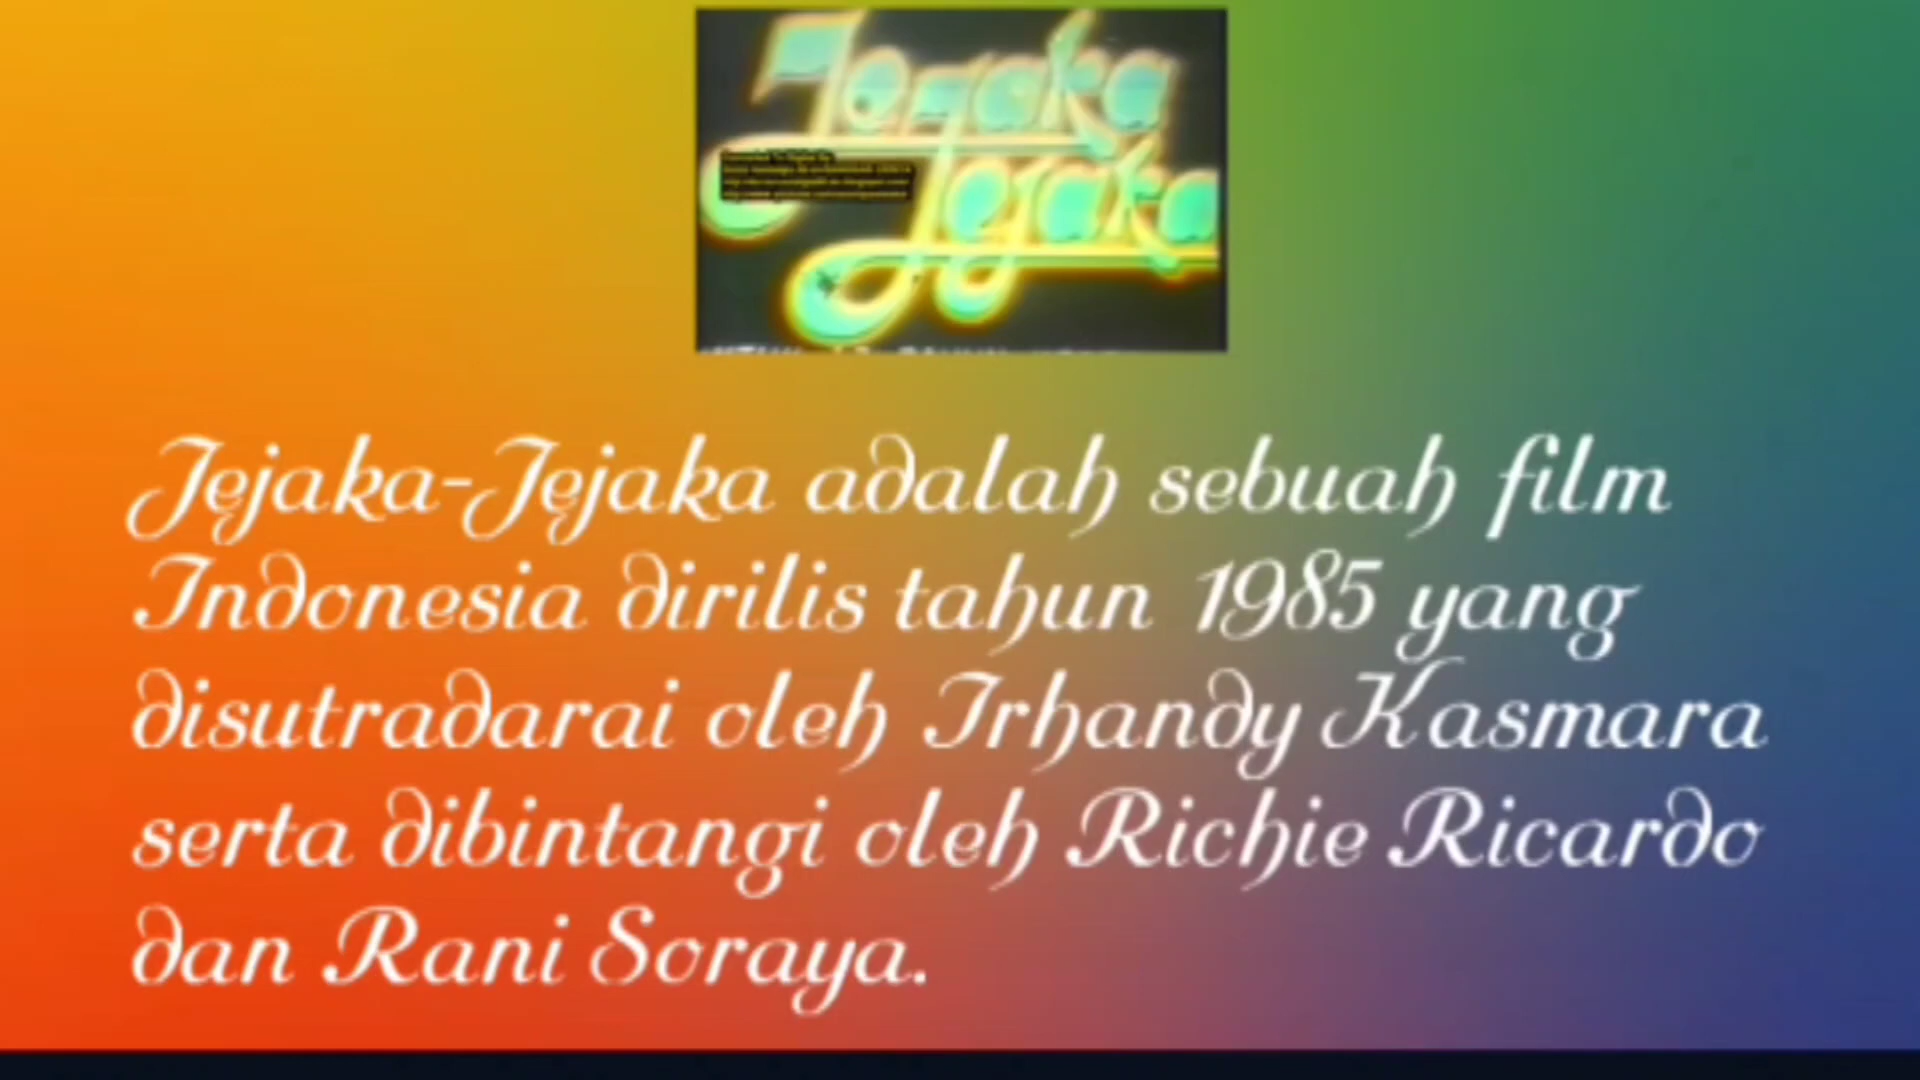 Jejaka
Jejaka
Jejaka-Jejaka adalah sebuah film
Indonesia dirilis tahun 1985 yang
disutradarai oleh Irhandy Kasmara
serta dibintangi oleh Richie Ricardo
dan Rani Soraya.